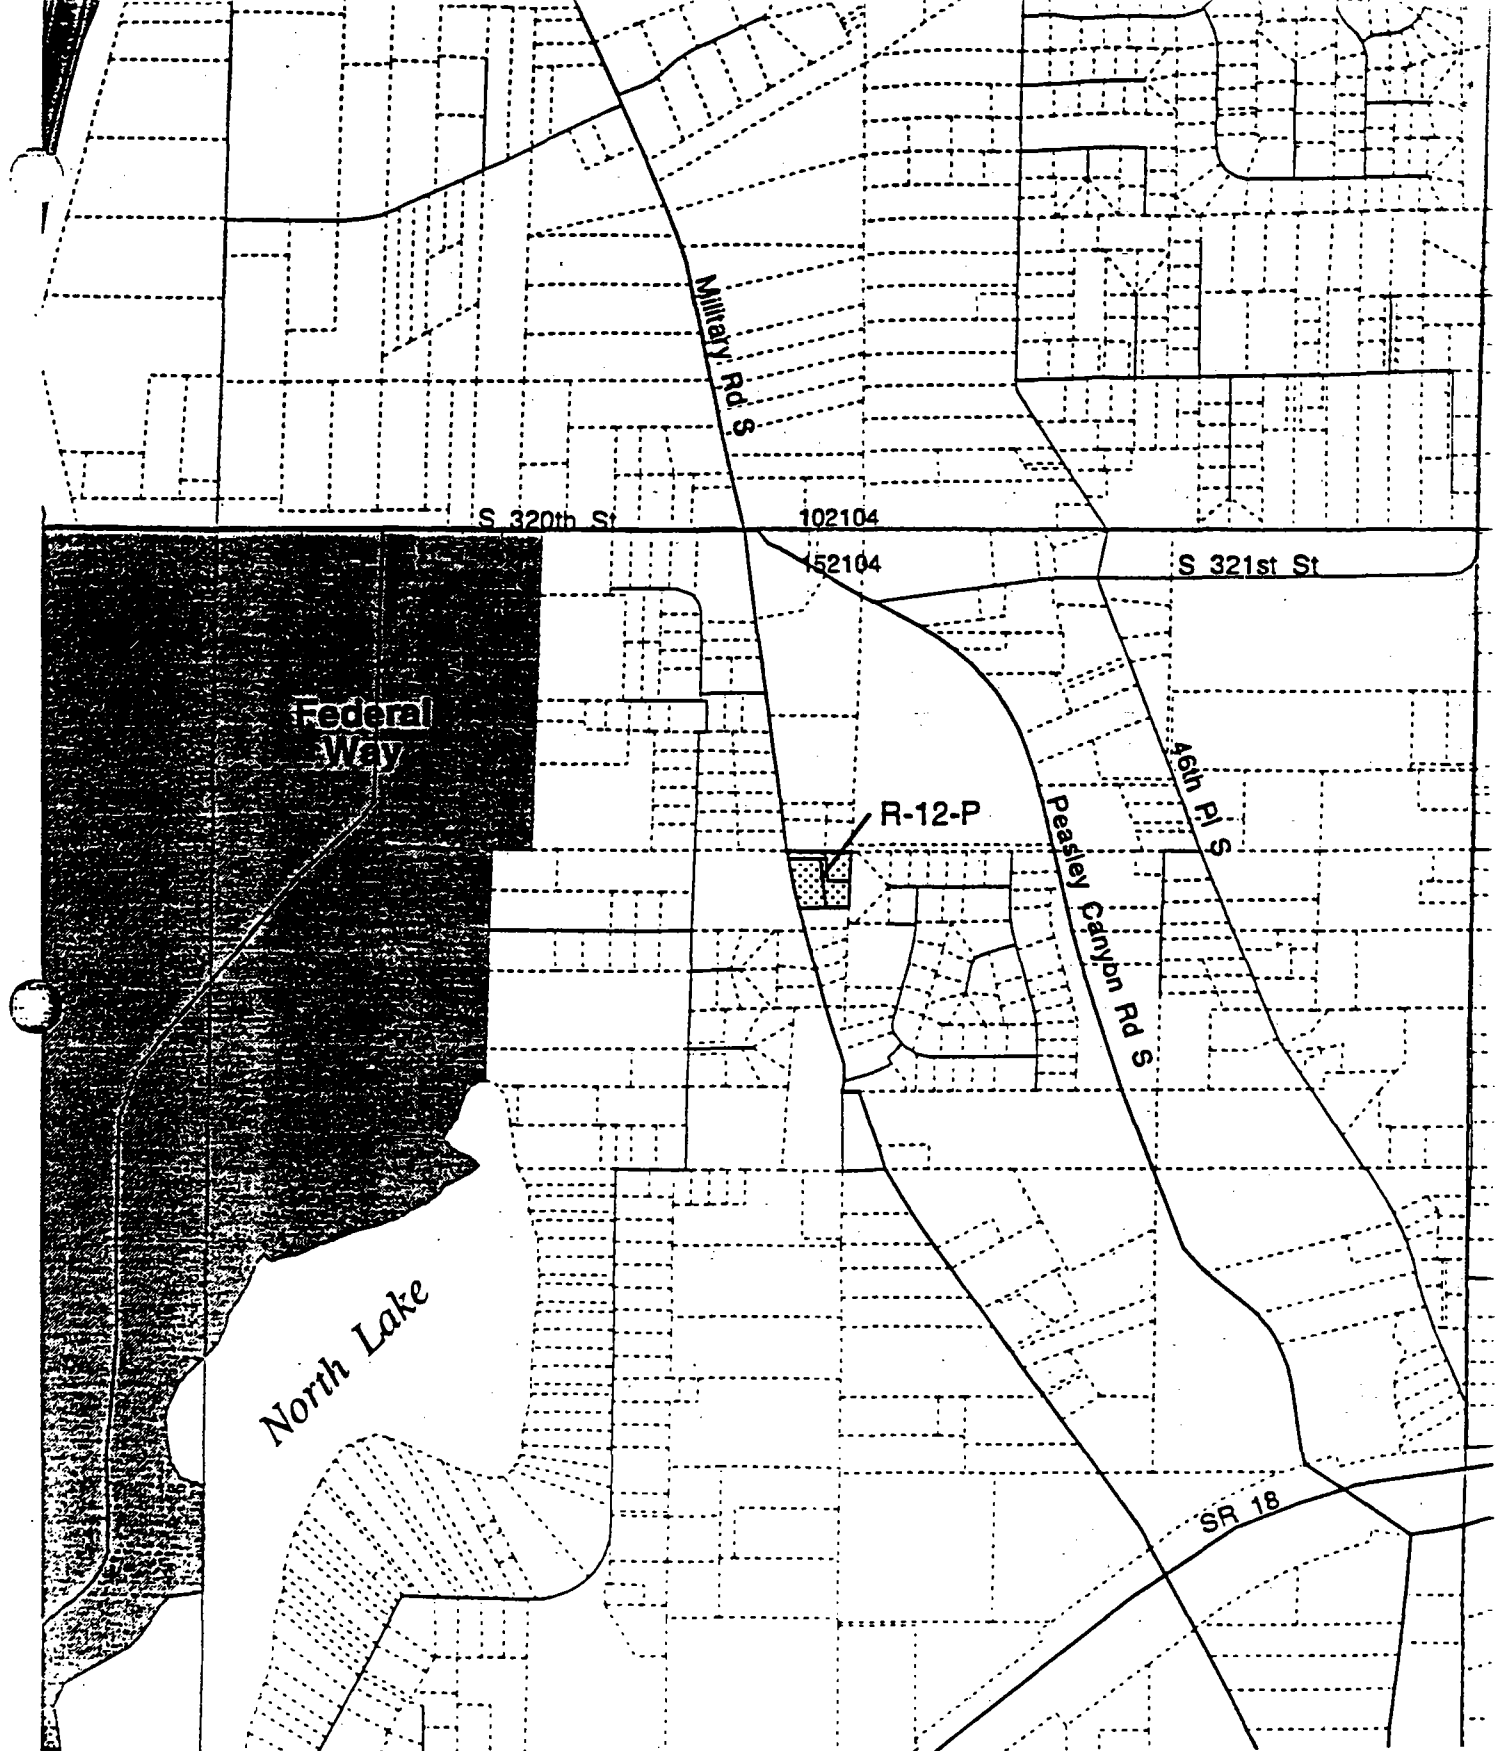 Military Rd S
S 320th St
102104
152104
S 321st St
Federal
Way
46th Pl S
R-12-P
Peasley Canyon Rd S
North Lake
SR 18